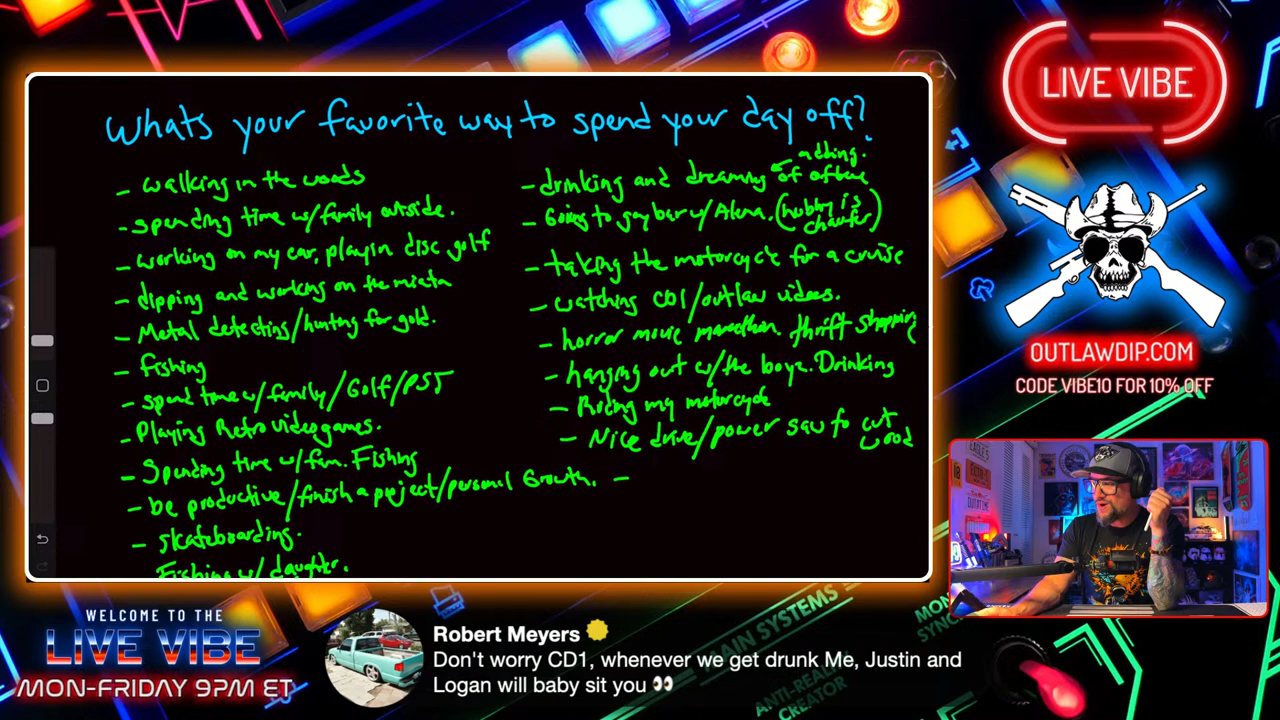 Whats your favorite way to spend your day off?
- walking in the woods
- spending time w/family outside.
- working on my car, playin disc golf
- dipping and working on the miata
- Metal detecting/hunting for gold.
- fishing
- spend time w/family/Golf/PS5
- Playing Retro videogames.
- Spending time w/fam. Fishing
- be productive/finish a project/personal Growth.
- skateboarding.
Fishing w/ daughter.
- drinking and dreaming of
- Going to gay bar w/
(hubby is
- taking the motorcycle for a cruise
- watching CD1/outlaw videos.
- horror movie marathon. thrift shopping
- hanging out w/the boyz. Drinking
- Riding my motorcycle
- Nice drive/power saw to cut
wood
-
LIVE VIBE
OUTLAWDIP.COM
CODE VIBE10 FOR 10% OFF
WELCOME TO THE
LIVE VIBE
MON-FRIDAY 9PM ET
Robert Meyers
Don't worry CD1, whenever we get drunk Me, Justin and
Logan will baby sit you 👀